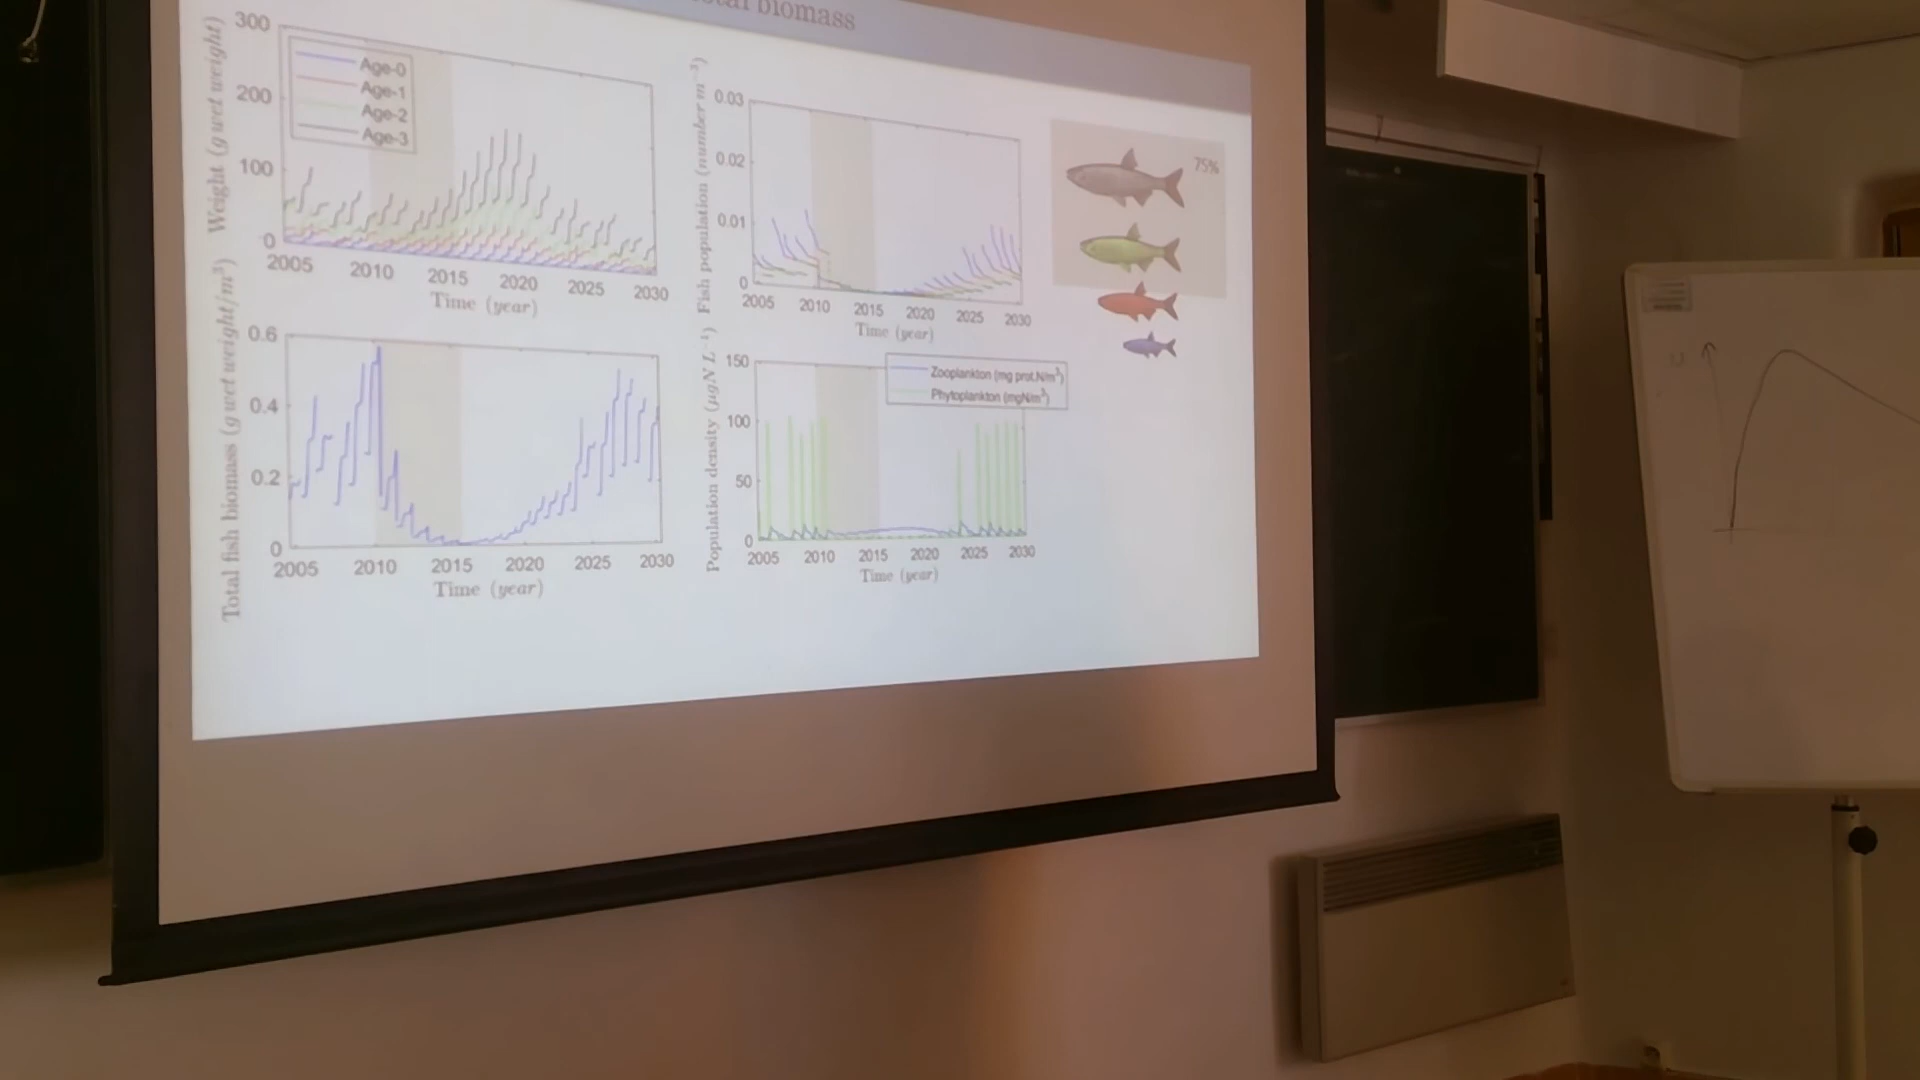 biomass
Weight (g wet weight)
300
200
100
0
Age-0
Age-1
Age-2
Age-3
2005 2010 2015 2020 2025 2030
Time (year)
Fish population (number m⁻³)
0.03
0.02
0.01
0
2005 2010 2015 2020 2025 2030
Time (year)
75%
Total fish biomass (g wet weight/m³)
0.6
0.4
0.2
0
2005 2010 2015 2020 2025 2030
Time (year)
Population density (μgN L⁻¹)
150
100
50
0
Zooplankton (mg prot.N/m³)
Phytoplankton (mgN/m³)
2005 2010 2015 2020 2025 2030
Time (year)